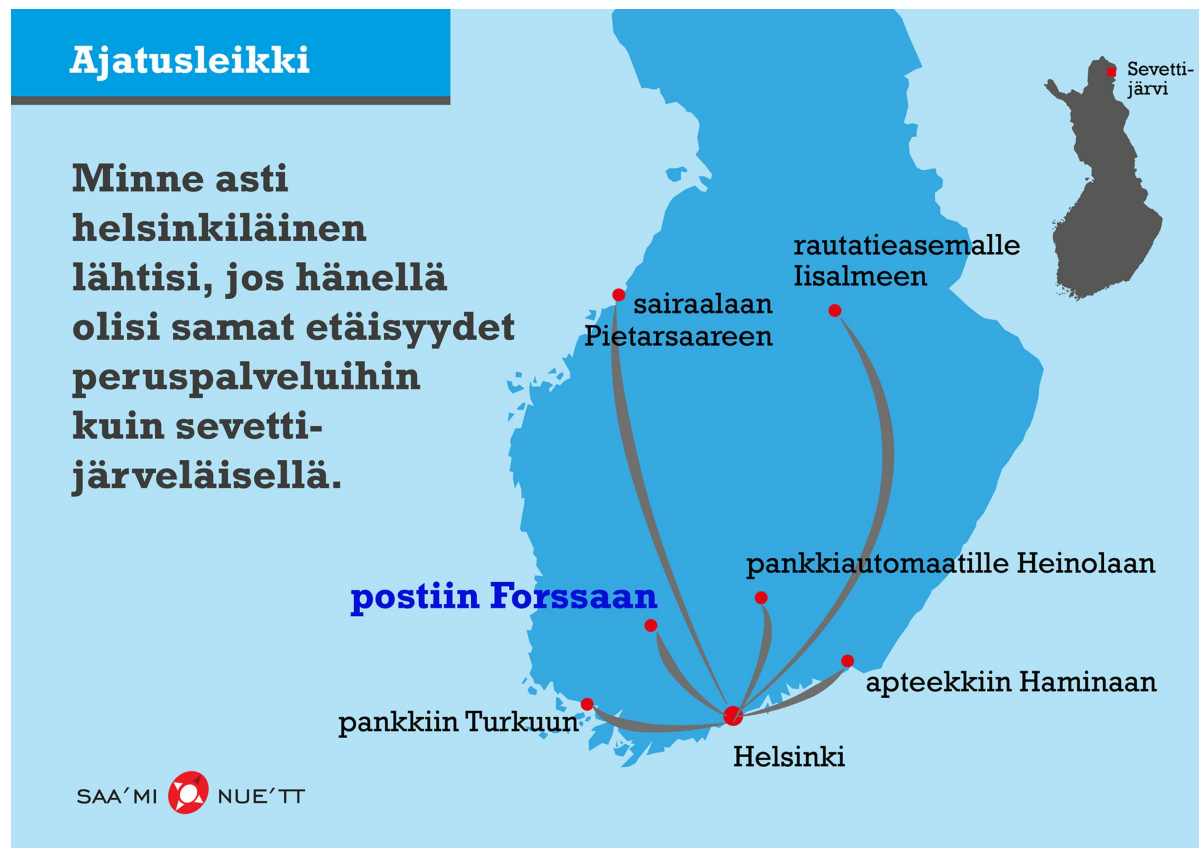 Ajatusleikki
Minne asti
helsinkiläinen
lähtisi, jos hänellä
olisi samat etäisyydet
peruspalveluihin
kuin sevetti-
järveläisellä.
Sevetti-
järvi
rautatieasemalle
Iisalmeen
sairaalaan
Pietarsaareen
pankkiautomaatille Heinolaan
postiin Forssaan
apteekkiin Haminaan
pankkiin Turkuun
Helsinki
SAA′MI NUE′TT